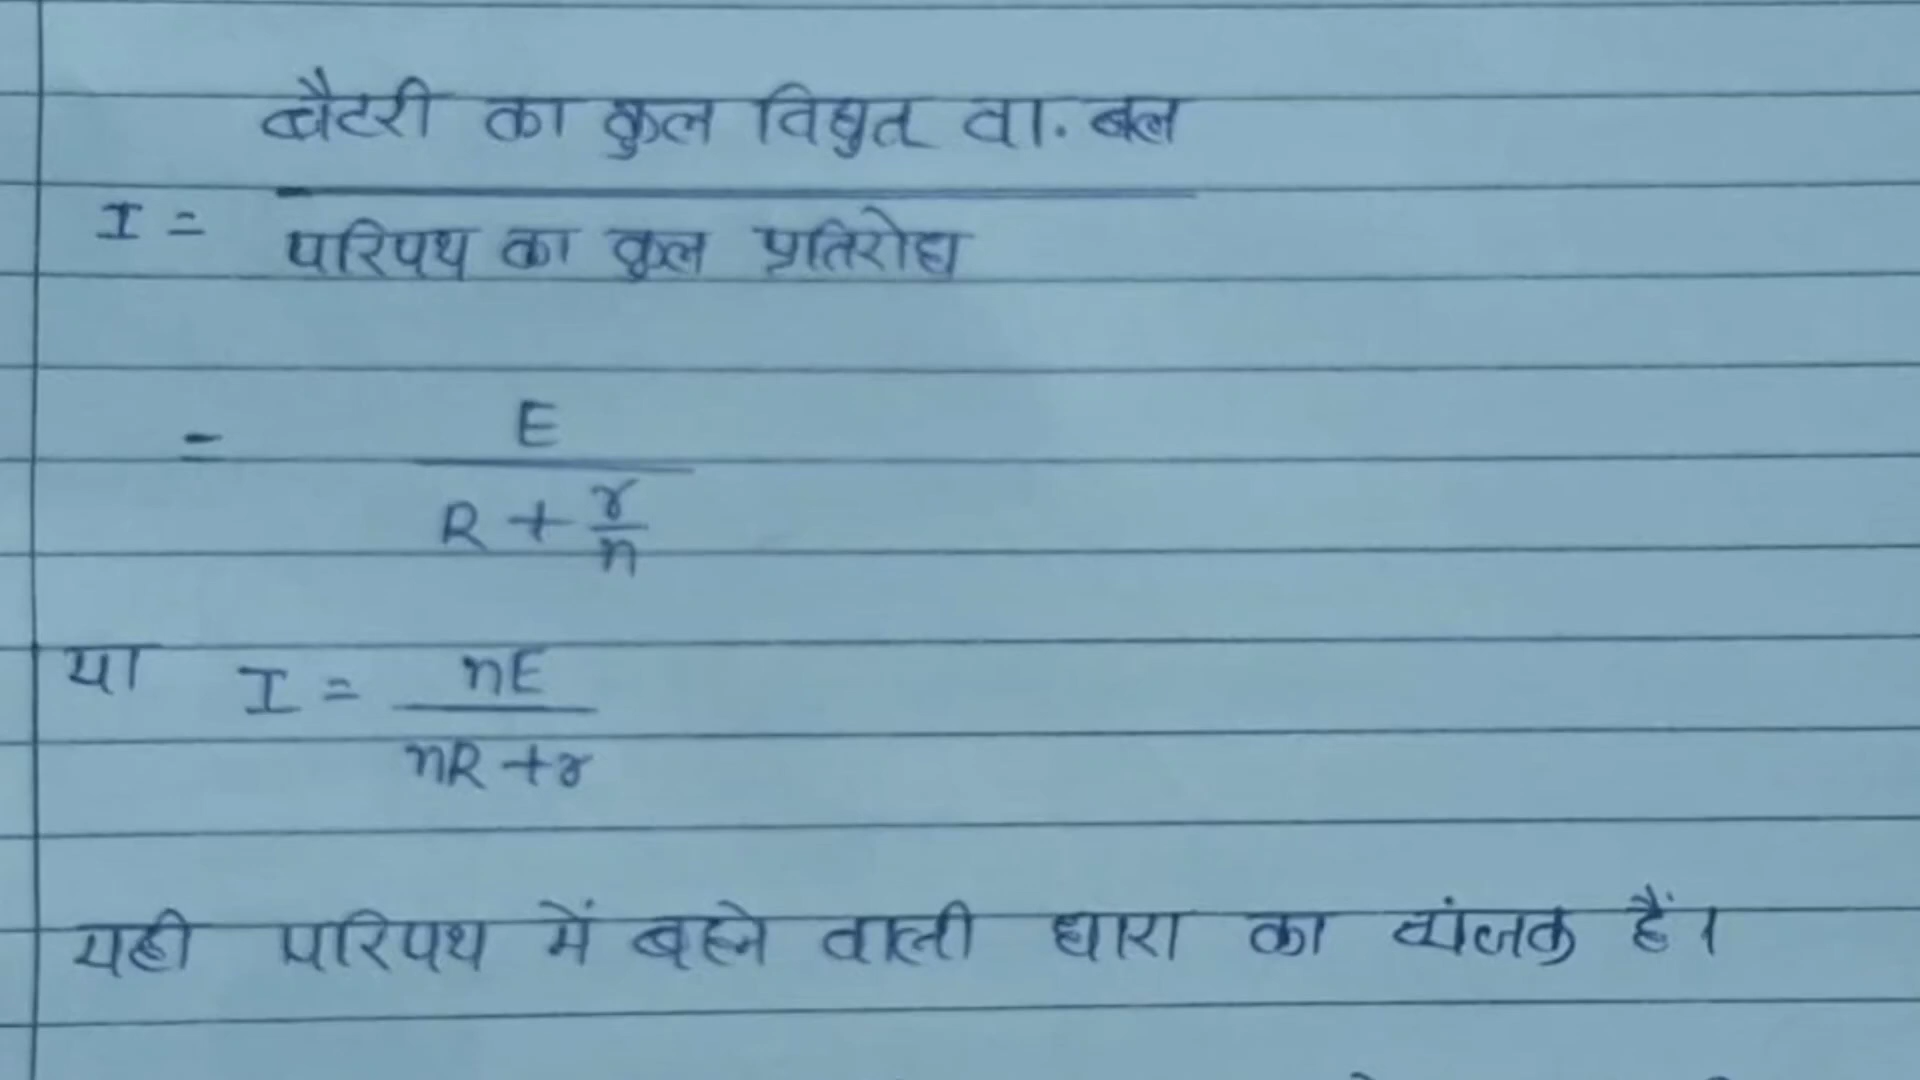 बैटरी का कुल विद्युत वा. बल
I =
परिपथ का कुल प्रतिरोध
= E
R + r/n
या I = nE
nR + r
यही परिपथ में बहने वाली धारा का व्यंजक हैं।